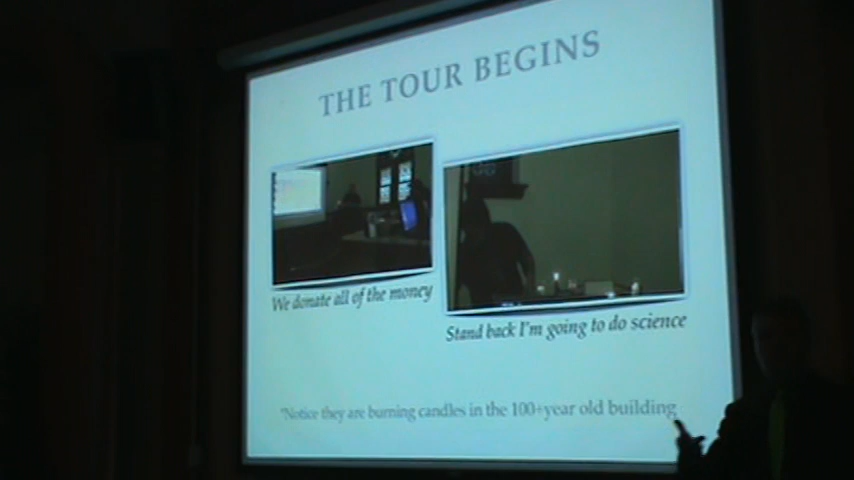 THE TOUR BEGINS
We donate all of the money
Stand back I'm going to do science
*Notice they are burning candles in the 100+year old building